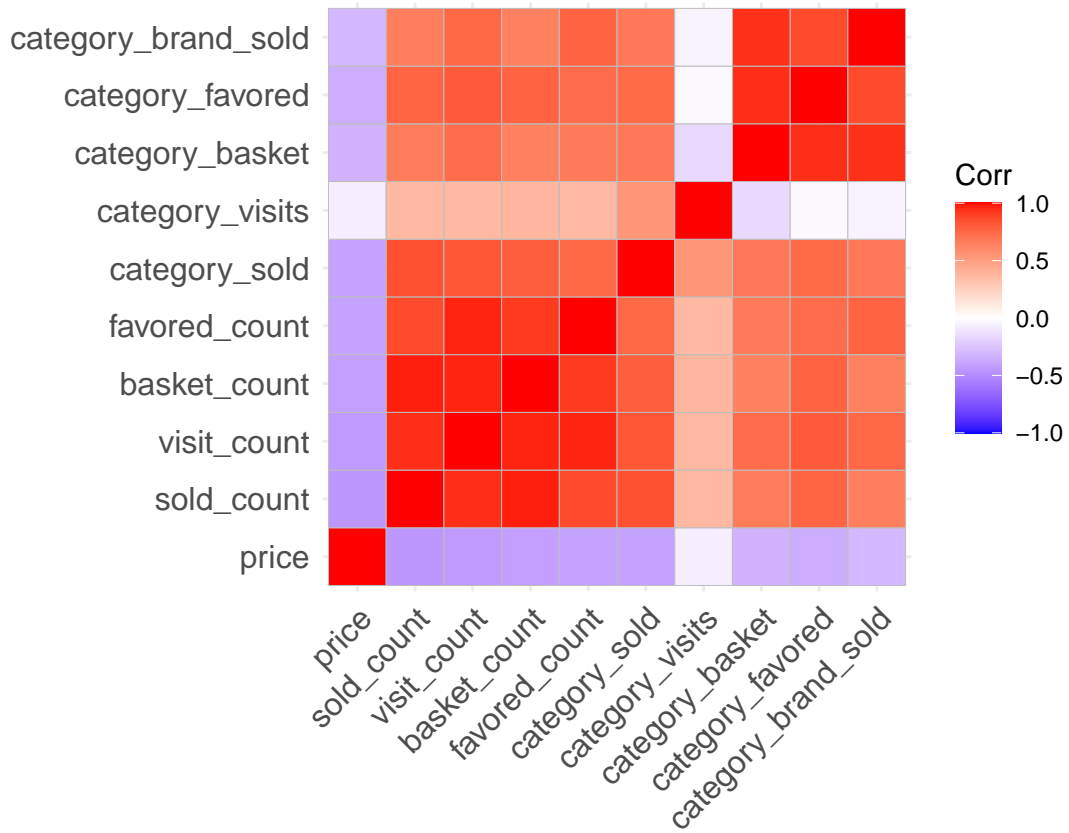 category_brand_sold
category_favored
category_basket
category_visits
category_sold
favored_count
basket_count
visit_count
sold_count
price
price
sold_count
visit_count
basket_count
favored_count
category_sold
category_visits
category_basket
category_favored
category_brand_sold
Corr
1.0
0.5
0.0
−0.5
−1.0